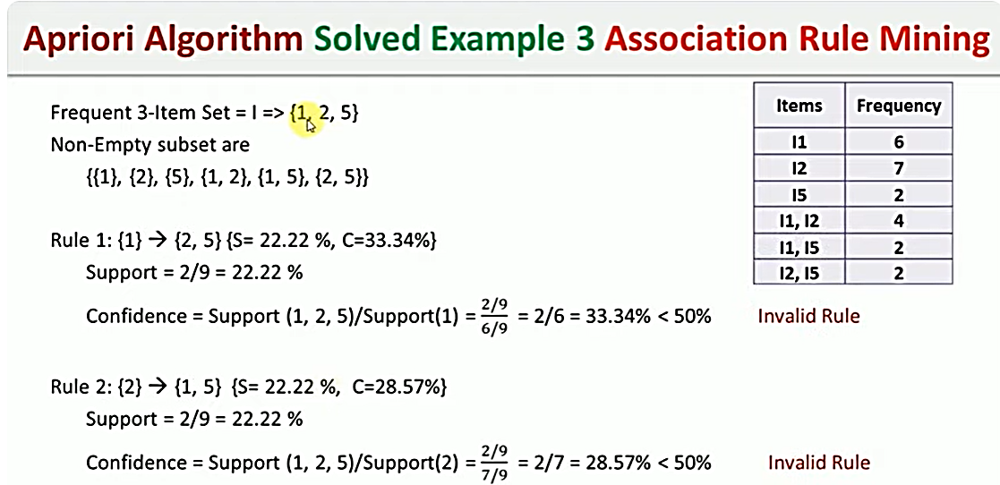 Apriori Algorithm Solved Example 3 Association Rule Mining
Frequent 3-Item Set = I => {1, 2, 5}
Non-Empty subset are
{{1}, {2}, {5}, {1, 2}, {1, 5}, {2, 5}}
Items Frequency
I1 6
I2 7
I5 2
I1, I2 4
I1, I5 2
I2, I5 2
Rule 1: {1} → {2, 5} {S= 22.22 %, C=33.34%}
Support = 2/9 = 22.22 %
Confidence = Support (1, 2, 5)/Support(1) = 2/9 / 6/9 = 2/6 = 33.34% < 50% Invalid Rule
Rule 2: {2} → {1, 5} {S= 22.22 %, C=28.57%}
Support = 2/9 = 22.22 %
Confidence = Support (1, 2, 5)/Support(2) = 2/9 / 7/9 = 2/7 = 28.57% < 50% Invalid Rule